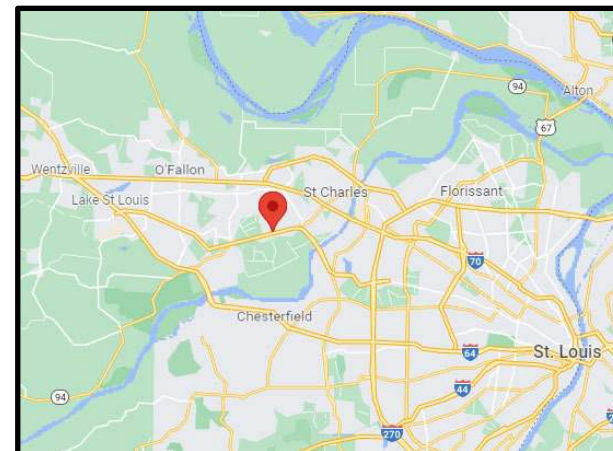 94
Alton
67
Wentzville
O'Fallon
St Charles
Florissant
Lake St Louis
70
Chesterfield
64
St. Louis
44
94
270